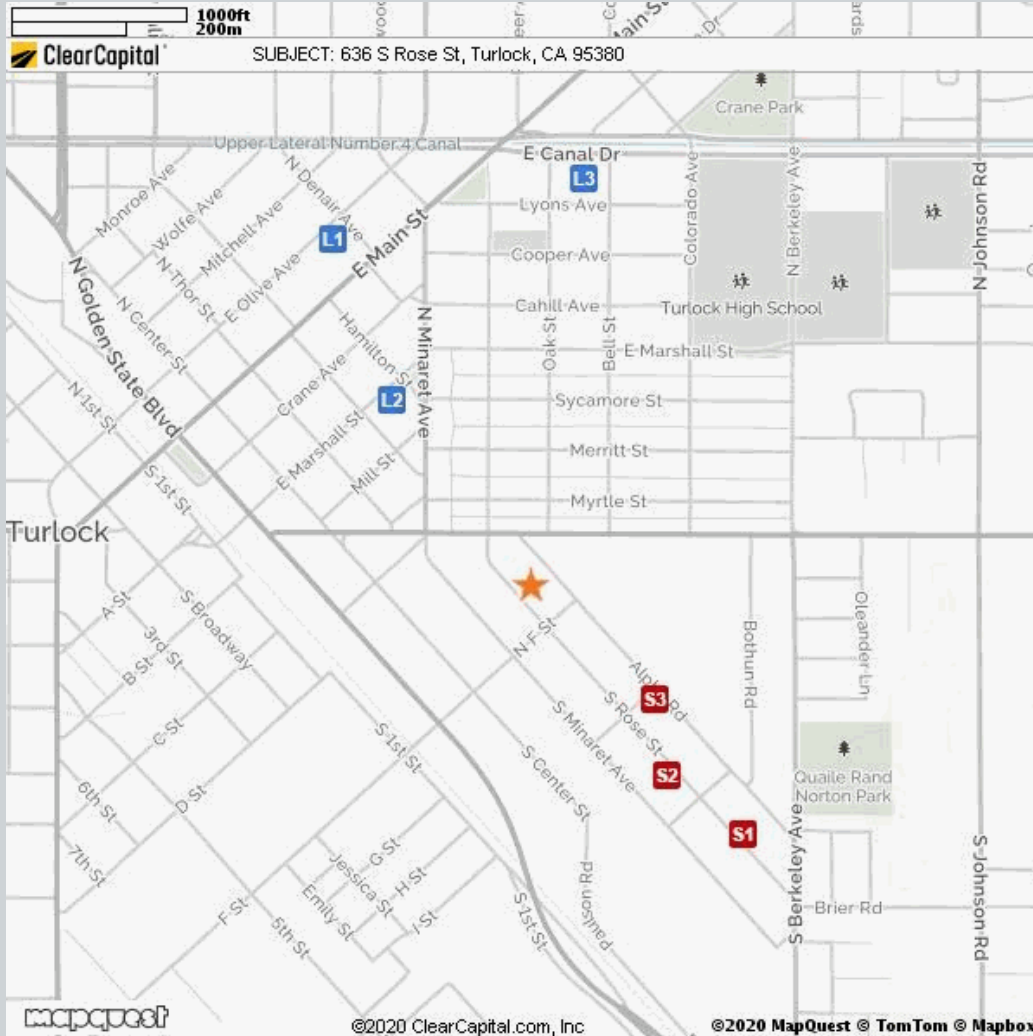 1000ft
200m
Main St
Dr
ClearCapital
SUBJECT: 636 S Rose St, Turlock, CA 95380
Crane Park
Upper Lateral Number 4 Canal
E Canal Dr
L3
Lyons Ave
Monroe Ave
Wolfe Ave
Mitchell Ave
N Denair Ave
L1
E Main St
Colorado Ave
N Berkeley Ave
N Johnson Rd
Cooper Ave
N Thor St
E Olive Ave
N Golden State Blvd
N Center St
Cahill Ave
Turlock High School
Hamilton St
N Minaret Ave
Oak St
Bell St
E Marshall St
Crane Ave
L2
Sycamore St
N 1st St
E Marshall St
Mill St
Merritt St
S 1st St
Myrtle St
Turlock
A St
S Broadway
3rd St
B St
N F St
Bothun Rd
Oleander Ln
Alpha Rd
S3
S Rose St
C St
S 1st St
S Minaret Ave
S Center St
S2
Quaile Rand
Norton Park
6th St
D St
S1
7th St
G St
H St
Jessica St
Emily St
I St
F St
5th St
S 1st St
Paulson Rd
S Berkeley Ave
Brier Rd
S Johnson Rd
mapquest
©2020 ClearCapital.com, Inc
©2020 MapQuest © TomTom © Mapbox